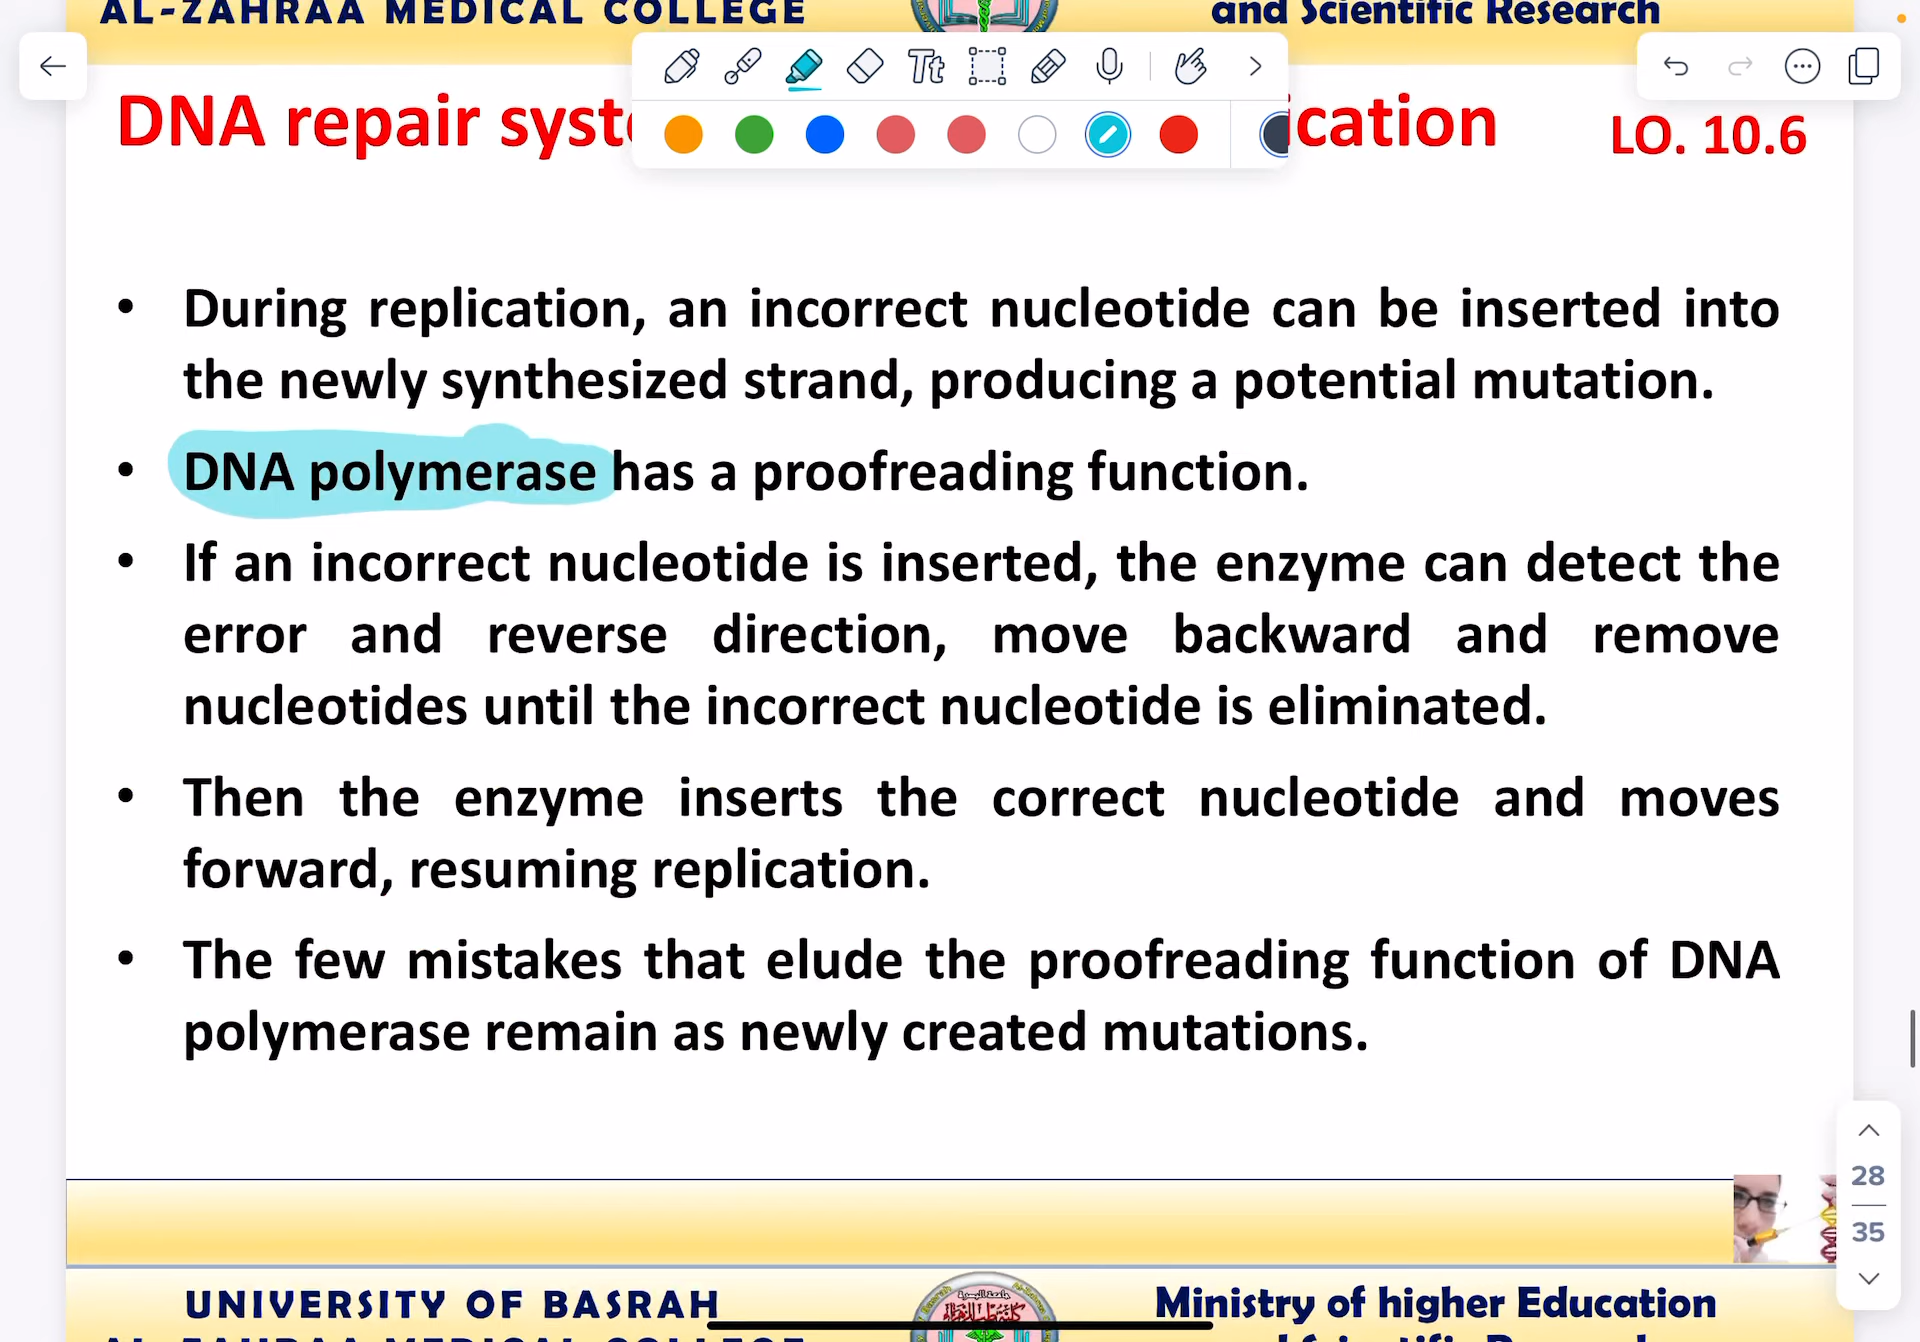 AL-ZAHRAA MEDICAL COLLEGE
and Scientific Research
Tt
DNA repair syst
ication
LO. 10.6
• During replication, an incorrect nucleotide can be inserted into
the newly synthesized strand, producing a potential mutation.
• DNA polymerase has a proofreading function.
• If an incorrect nucleotide is inserted, the enzyme can detect the
error and reverse direction, move backward and remove
nucleotides until the incorrect nucleotide is eliminated.
• Then the enzyme inserts the correct nucleotide and moves
forward, resuming replication.
• The few mistakes that elude the proofreading function of DNA
polymerase remain as newly created mutations.
28
35
UNIVERSITY OF BASRAH
Ministry of higher Education
AL-ZAHRAA MEDICAL COLLEGE